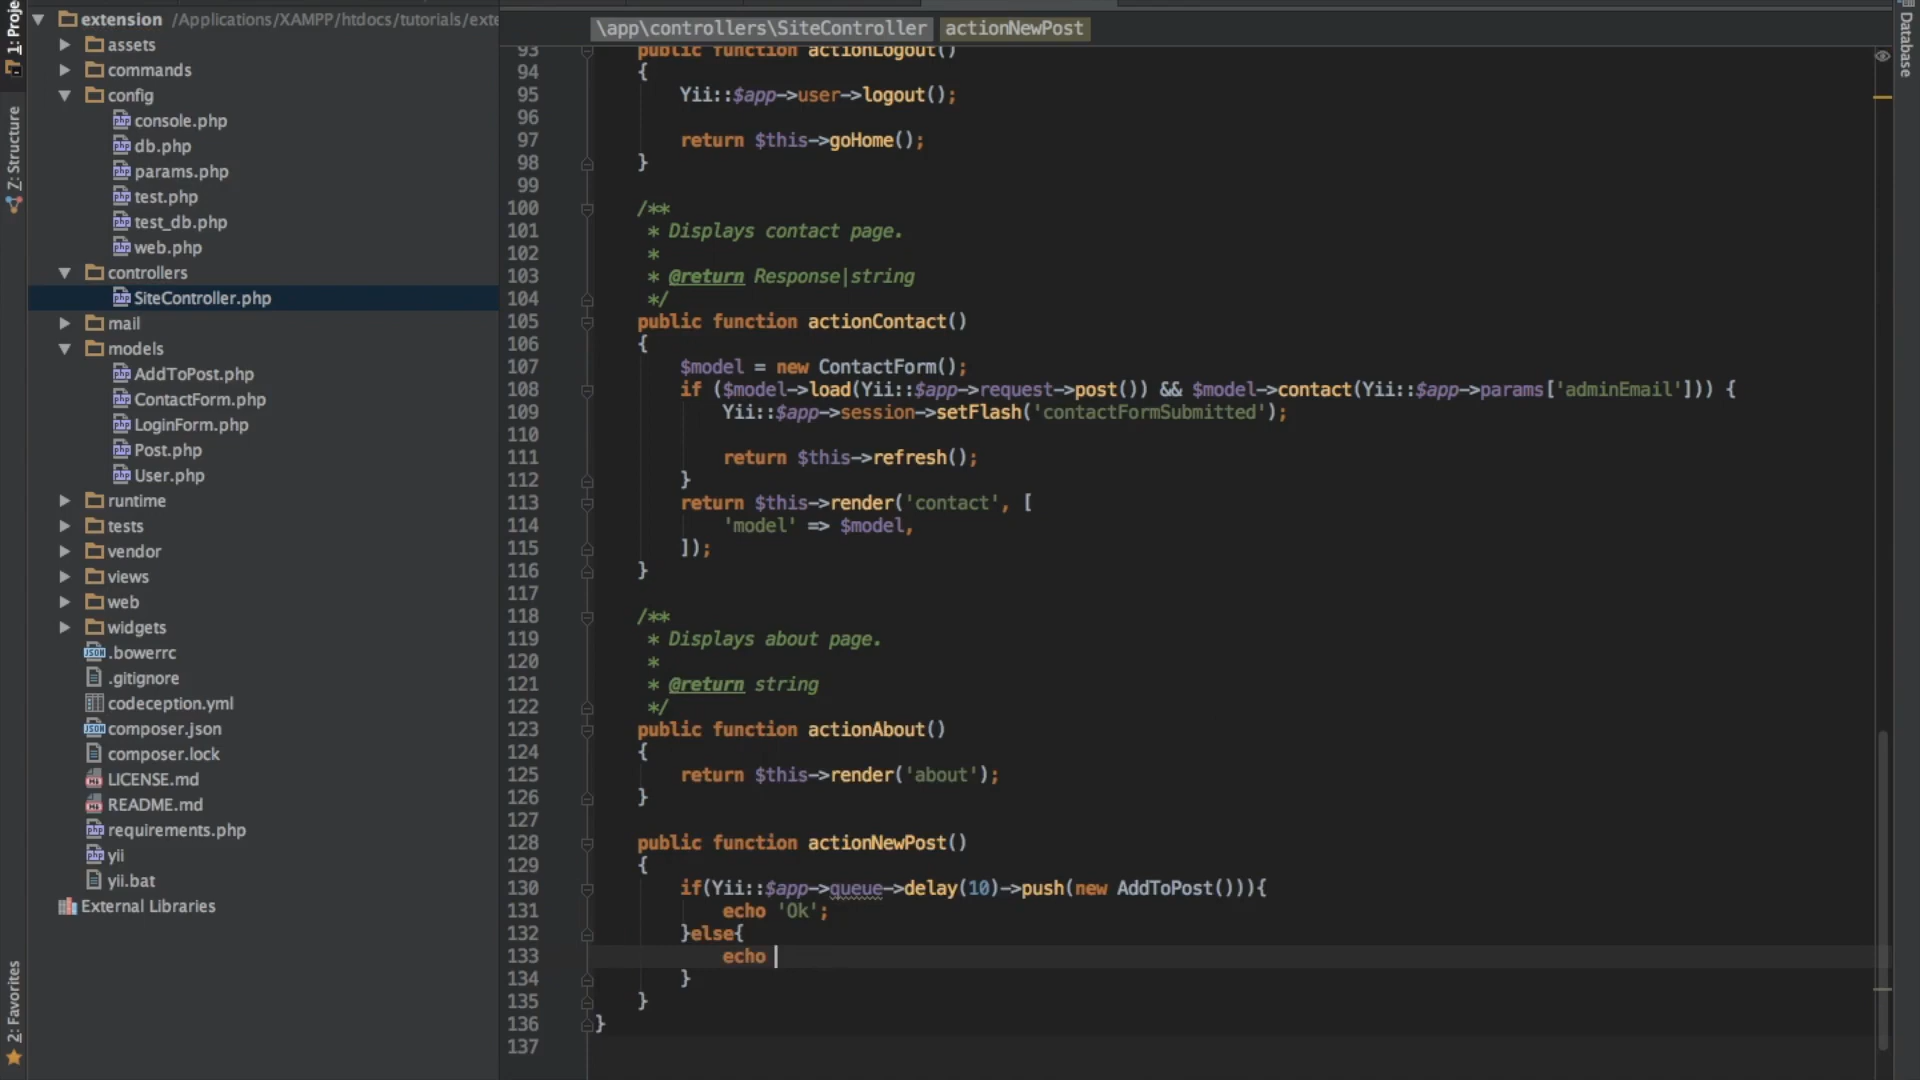 1: Proje
Z: Structure
2: Favorites
extension /Applications/XAMPP/htdocs/tutorials/exte
assets
commands
config
console.php
db.php
params.php
test.php
test_db.php
web.php
controllers
SiteController.php
mail
models
AddToPost.php
ContactForm.php
LoginForm.php
Post.php
User.php
runtime
tests
vendor
views
web
widgets
.bowerrc
.gitignore
codeception.yml
composer.json
composer.lock
LICENSE.md
README.md
requirements.php
yii
yii.bat
External Libraries
\app\controllers\SiteController actionNewPost
93 public function actionLogout()
94 {
95 Yii::$app->user->logout();
96
97 return $this->goHome();
98 }
99
100 /**
101 * Displays contact page.
102 *
103 * @return Response|string
104 */
105 public function actionContact()
106 {
107 $model = new ContactForm();
108 if ($model->load(Yii::$app->request->post()) && $model->contact(Yii::$app->params['adminEmail'])) {
109 Yii::$app->session->setFlash('contactFormSubmitted');
110
111 return $this->refresh();
112 }
113 return $this->render('contact', [
114 'model' => $model,
115 ]);
116 }
117
118 /**
119 * Displays about page.
120 *
121 * @return string
122 */
123 public function actionAbout()
124 {
125 return $this->render('about');
126 }
127
128 public function actionNewPost()
129 {
130 if(Yii::$app->queue->delay(10)->push(new AddToPost())){
131 echo 'Ok';
132 }else{
133 echo
134 }
135 }
136 }
137
Database